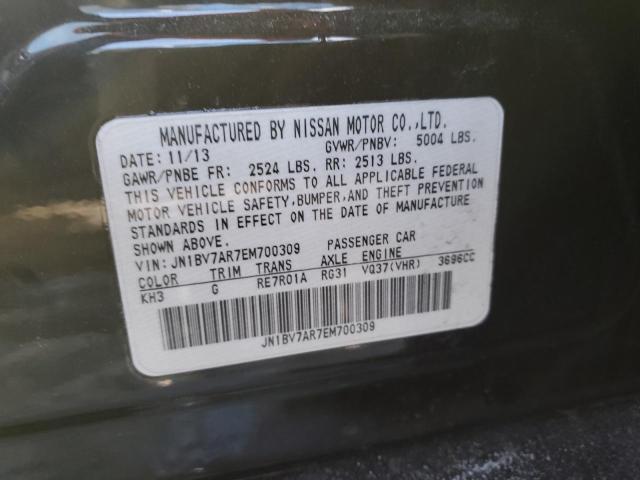 MANUFACTURED BY NISSAN MOTOR CO.,LTD.
DATE: 11/13 GVWR/PNBV: 5004 LBS.
GAWR/PNBE FR: 2524 LBS. RR: 2513 LBS.
THIS VEHICLE CONFORMS TO ALL APPLICABLE FEDERAL
MOTOR VEHICLE SAFETY, BUMPER, AND THEFT PREVENTION
STANDARDS IN EFFECT ON THE DATE OF MANUFACTURE
SHOWN ABOVE.
VIN: JN1BV7AR7EM700309 PASSENGER CAR
COLOR TRIM TRANS AXLE ENGINE
KH3 G RE7R01A RG31 VQ37(VHR) 3696CC
JN1BV7AR7EM700309